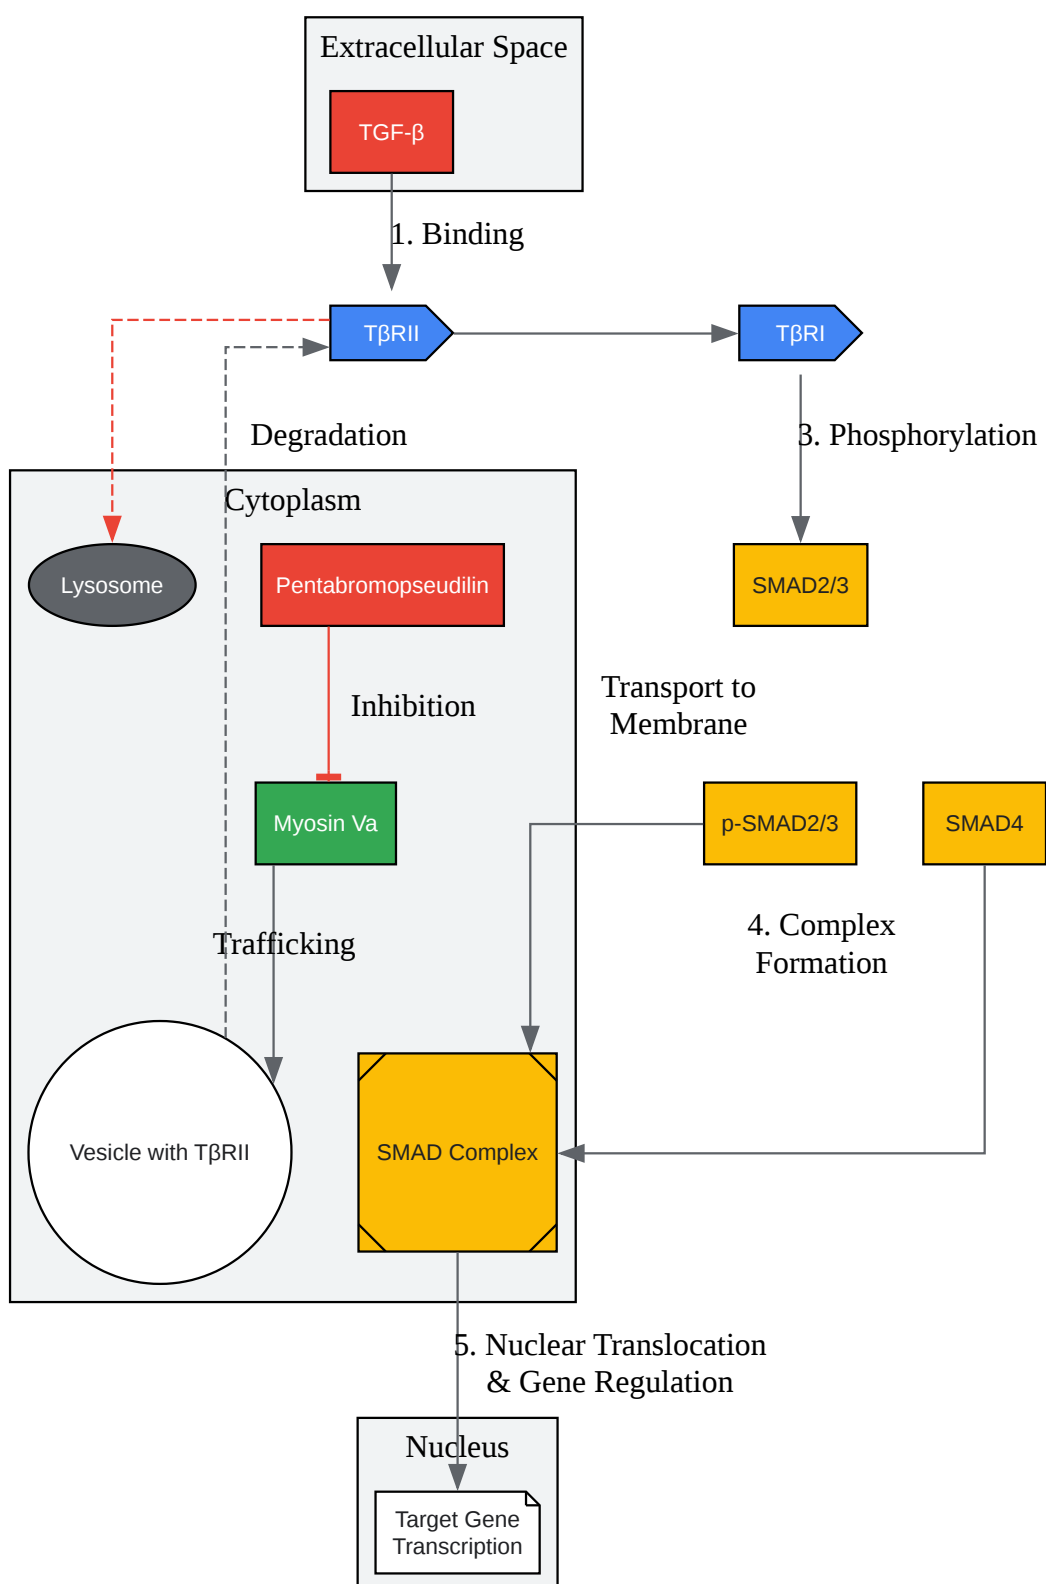 Extracellular Space
TGF-β
1. Binding
TβRII
TβRI
Degradation
3. Phosphorylation
Cytoplasm
Lysosome
Pentabromopseudilin
SMAD2/3
Inhibition
Transport to
Membrane
Myosin Va
p-SMAD2/3
SMAD4
Trafficking
4. Complex
Formation
Vesicle with TβRII
SMAD Complex
5. Nuclear Translocation
& Gene Regulation
Nucleus
Target Gene
Transcription